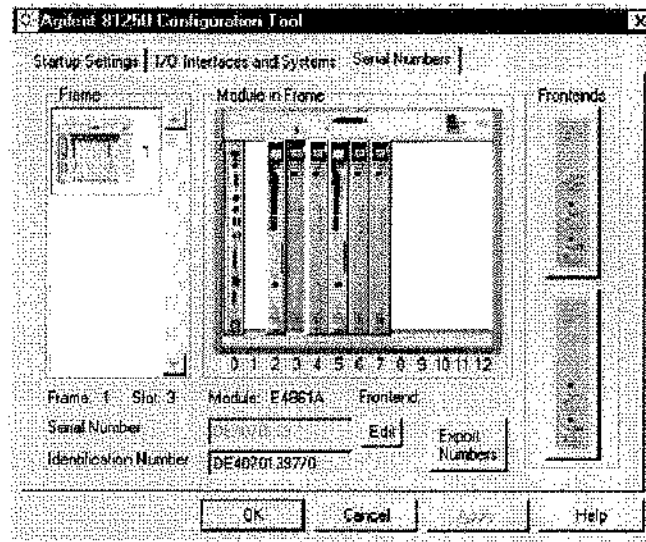 Agilent 81250 Configuration Tool
Startup Settings I/O Interfaces and Systems Serial Numbers
Frame Module in Frame Frontends
1
0 1 2 3 4 5 6 7 8 9 10 11 12
Frame: 1 Slot: 3 Module: E4861A Frontend:
Serial Number Edit
Export Numbers
Identification Number
OK Cancel Apply Help